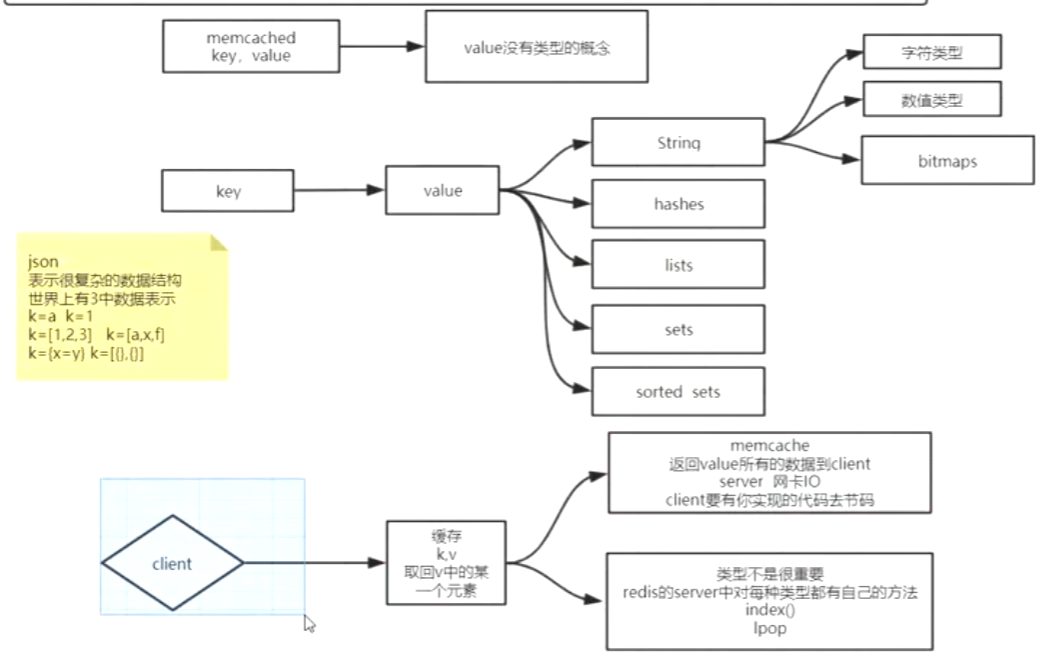 memcached
key, value
value没有类型的概念
字符类型
数值类型
bitmaps
String
key
value
hashes
lists
sets
sorted sets
json
表示很复杂的数据结构
世界上有3中数据表示
k=a k=1
k=[1,2,3] k=[a,x,f]
k={x=y} k=[{},{}]
memcache
返回value所有的数据到client
server 网卡IO
client要有你实现的代码去节码
client
缓存
k,v
取回v中的某
一个元素
类型不是很重要
redis的server中对每种类型都有自己的方法
index()
lpop